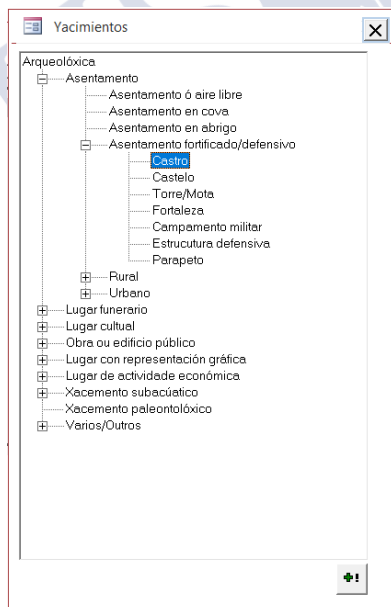 Yacimientos
Arqueolóxica
Asentamento
Asentamento ó aire libre
Asentamento en cova
Asentamento en abrigo
Asentamento fortificado/defensivo
Castro
Castelo
Torre/Mota
Fortaleza
Campamento militar
Estrucutura defensiva
Parapeto
Rural
Urbano
Lugar funerario
Lugar cultual
Obra ou edificio público
Lugar con representación gráfica
Lugar de actividade económica
Xacemento subacúatico
Xacemento paleontolóxico
Varios/Outros